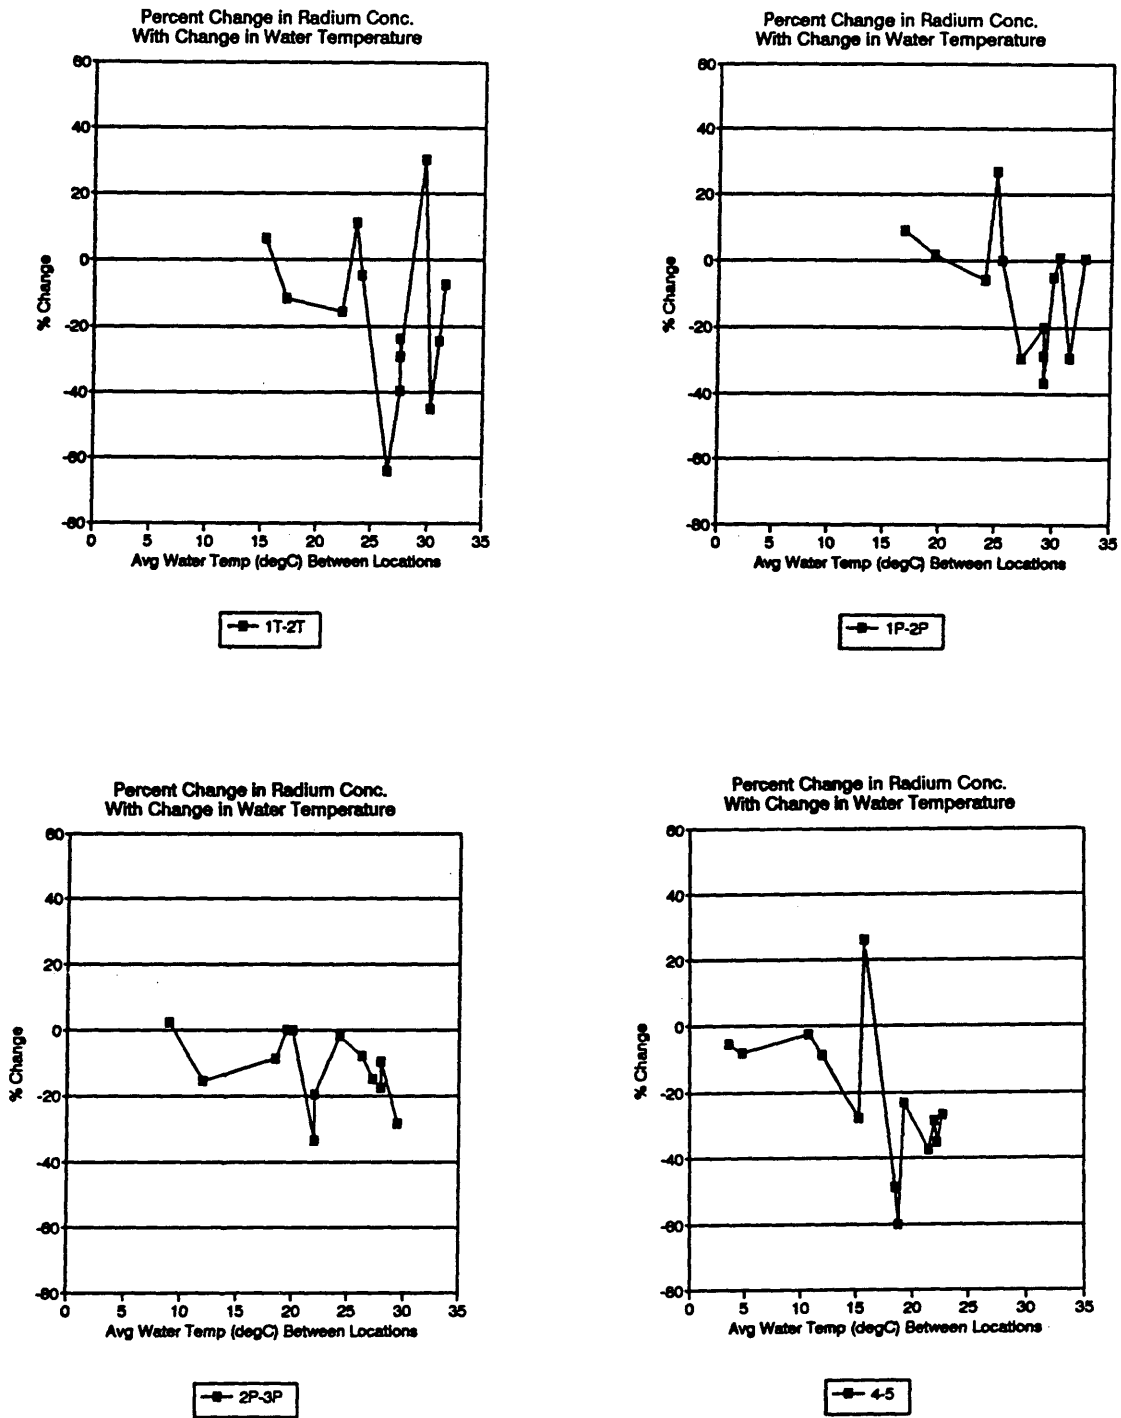 Percent Change in Radium Conc.
With Change in Water Temperature
60
40
20
0
-20
-40
-60
-80
% Change
0 5 10 15 20 25 30 35
Avg Water Temp (degC) Between Locations
1T-2T
Percent Change in Radium Conc.
With Change in Water Temperature
60
40
20
0
-20
-40
-60
-80
% Change
0 5 10 15 20 25 30 35
Avg Water Temp (degC) Between Locations
1P-2P
Percent Change in Radium Conc.
With Change in Water Temperature
60
40
20
0
-20
-40
-60
-80
% Change
0 5 10 15 20 25 30 35
Avg Water Temp (degC) Between Locations
2P-3P
Percent Change in Radium Conc.
With Change in Water Temperature
60
40
20
0
-20
-40
-60
-80
% Change
0 5 10 15 20 25 30 35
Avg Water Temp (degC) Between Locations
4-5